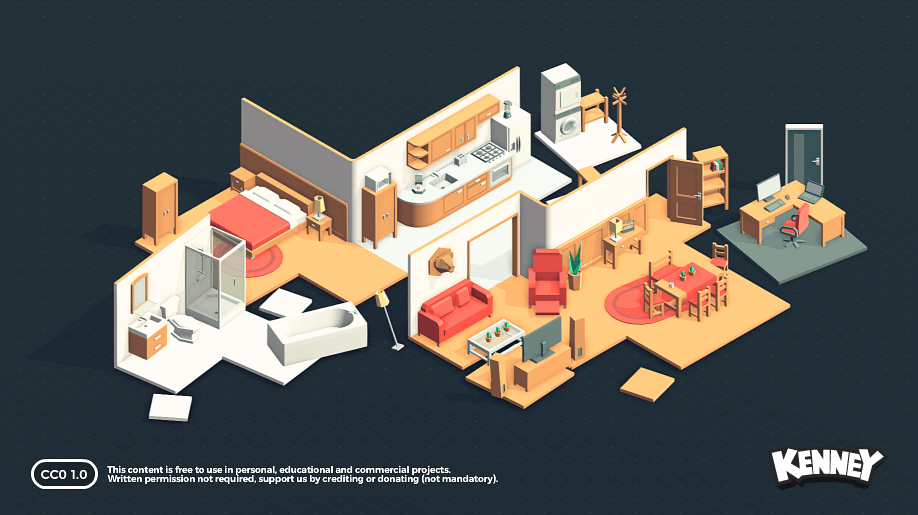 CC0 1.0
This content is free to use in personal, educational and commercial projects.
Written permission not required, support us by crediting or donating (not mandatory).
KENNEY